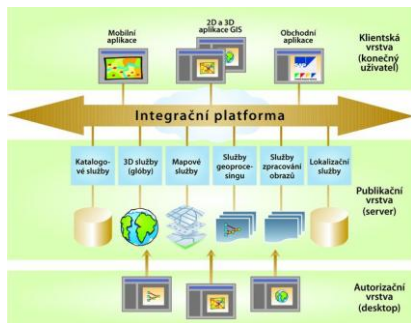 Mobilní
aplikace
2D a 3D
aplikace GIS
Obchodní
aplikace
Klientská
vrstva
(konečný
uživatel)
SAP
Integrační platforma
Katalogo-
vé služby
3D služby
(glóby)
Mapové
služby
Služby
geoproce-
singu
Služby
zpracování
obrazů
Lokalizační
služby
Publikační
vrstva
(server)
Autorizační
vrstva
(desktop)